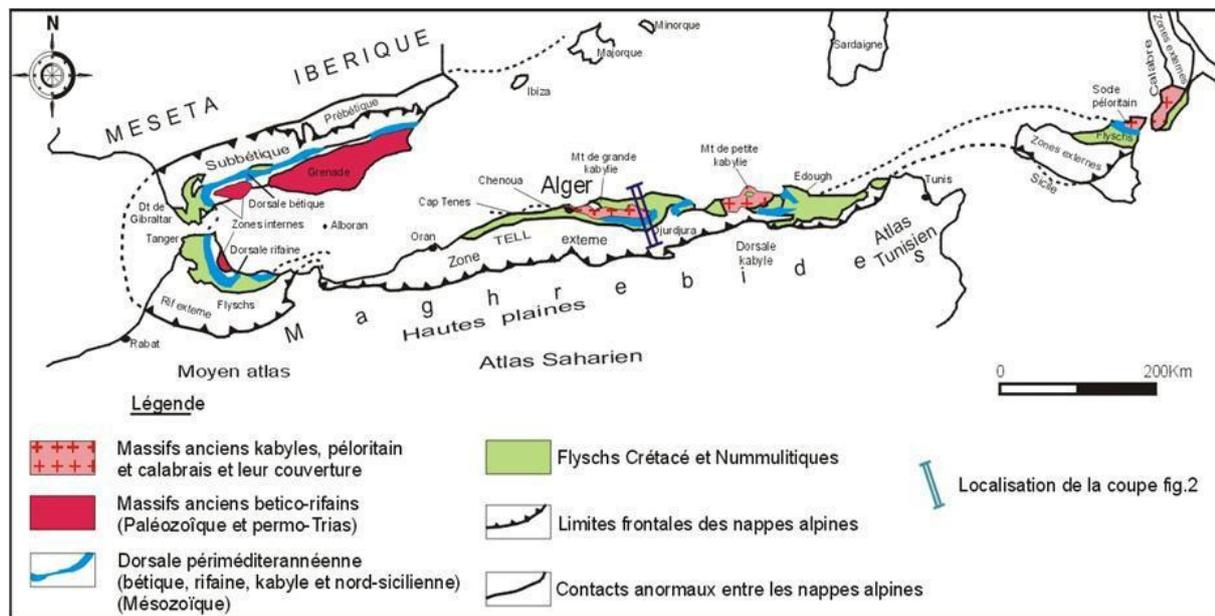 N
MESETA
IBERIQUE
Prébétique
Subbétique
Grenade
Dorsale bétique
Dt de
Gibraltar
Zones internes
Alboran
Tanger
Dorsale rifaine
Flyschs
Rif externe
Rabat
Moyen atlas
Minorque
Majorque
Ibiza
Sardaigne
Mt de grande
kabylie
Mt de petite
kabylie
Chenoua
Alger
Cap Tenes
Edough
Tunis
Oran
TELL
externe
Zone
Djurdjura
Dorsale
kabyle
Atlas
Tunisien
s
M a g h r e b i d e s
Hautes plaines
Atlas Saharien
Sode
péloritain
Calabre
Zones externes
Flyschs
Zones externes
Sicile
0 200Km
Légende
Massifs anciens kabyles, péloritain
et calabrais et leur couverture
Massifs anciens betico-rifains
(Paléozoîque et permo-Trias)
Dorsale périméditerannéenne
(bétique, rifaine, kabyle et nord-sicilienne)
(Mésozoïque)
Flyschs Crétacé et Nummulitiques
Limites frontales des nappes alpines
Contacts anormaux entre les nappes alpines
Localisation de la coupe fig.2